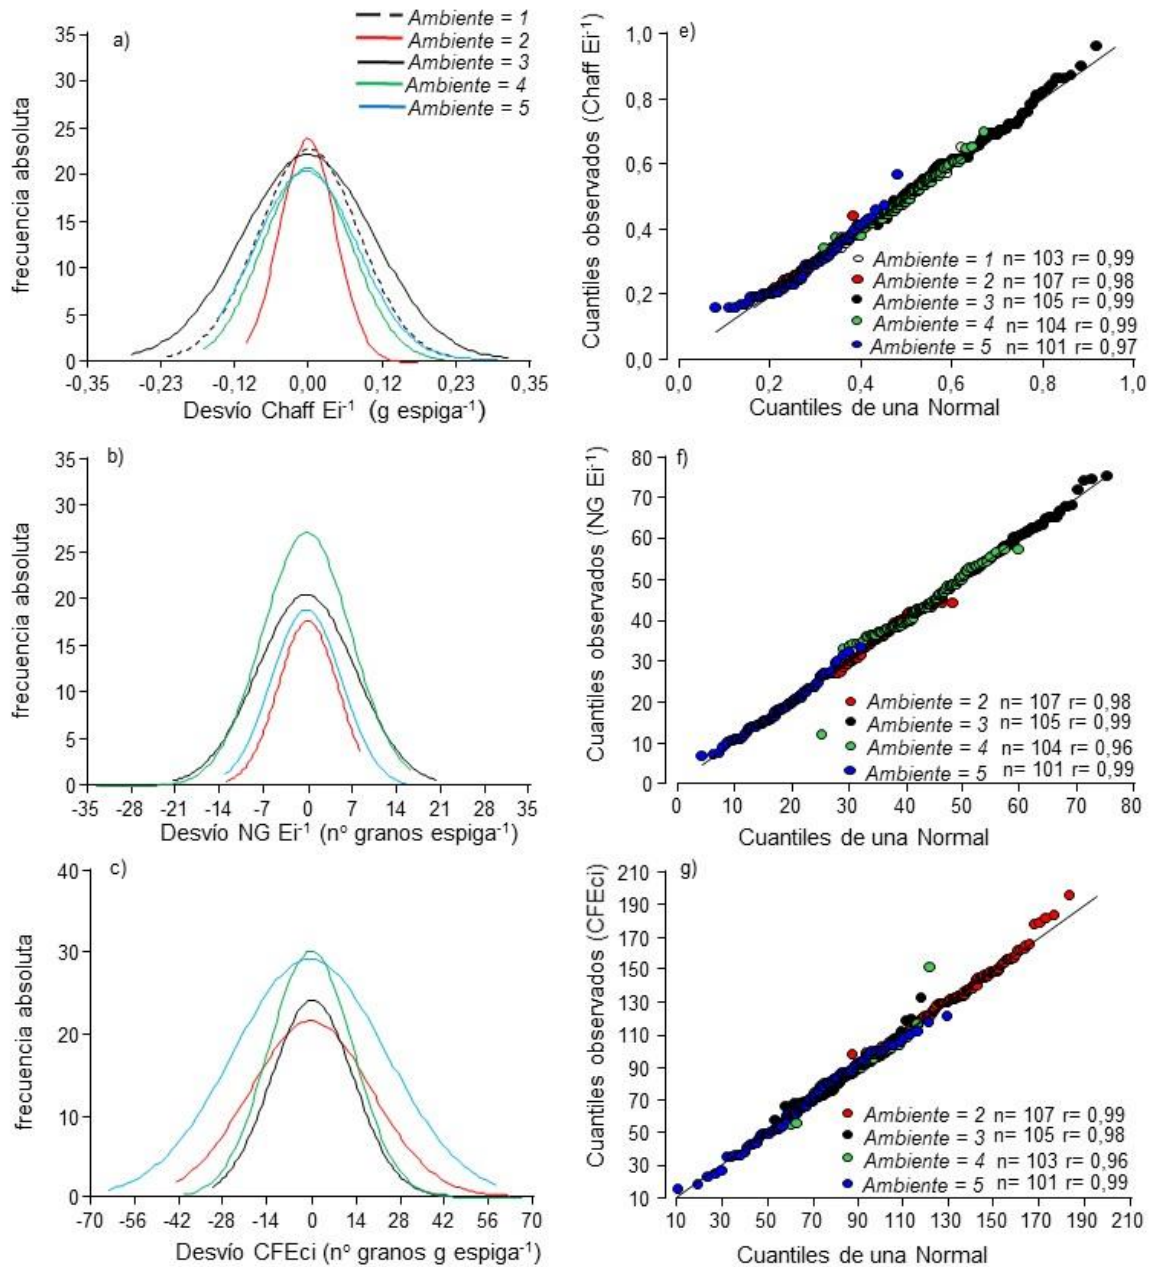 a)
Ambiente = 1
Ambiente = 2
Ambiente = 3
Ambiente = 4
Ambiente = 5
frecuencia absoluta
35
30
25
20
15
10
5
0
-0,35 -0,23 -0,12 0,00 0,12 0,23 0,35
Desvío Chaff Ei⁻¹ (g espiga⁻¹)
e)
Cuantiles observados (Chaff Ei⁻¹)
1,0
0,8
0,6
0,4
0,2
0,0
Ambiente = 1 n= 103 r= 0,99
Ambiente = 2 n= 107 r= 0,98
Ambiente = 3 n= 105 r= 0,99
Ambiente = 4 n= 104 r= 0,99
Ambiente = 5 n= 101 r= 0,97
0,0 0,2 0,4 0,6 0,8 1,0
Cuantiles de una Normal
b)
frecuencia absoluta
35
30
25
20
15
10
5
0
-35 -28 -21 -14 -7 0 7 14 21 28 35
Desvío NG Ei⁻¹ (nº granos espiga⁻¹)
f)
Cuantiles observados (NG Ei⁻¹)
80
70
60
50
40
30
20
10
0
Ambiente = 2 n= 107 r= 0,98
Ambiente = 3 n= 105 r= 0,99
Ambiente = 4 n= 104 r= 0,96
Ambiente = 5 n= 101 r= 0,99
0 10 20 30 40 50 60 70 80
Cuantiles de una Normal
c)
frecuencia absoluta
40
30
20
10
0
-70 -56 -42 -28 -14 0 14 28 42 56 70
Desvío CFEci (nº granos g espiga⁻¹)
g)
Cuantiles observados (CFEci)
210
190
170
150
130
110
90
70
50
30
10
Ambiente = 2 n= 107 r= 0,99
Ambiente = 3 n= 105 r= 0,98
Ambiente = 4 n= 103 r= 0,96
Ambiente = 5 n= 101 r= 0,99
10 30 50 70 90 110 130 150 170 190 210
Cuantiles de una Normal